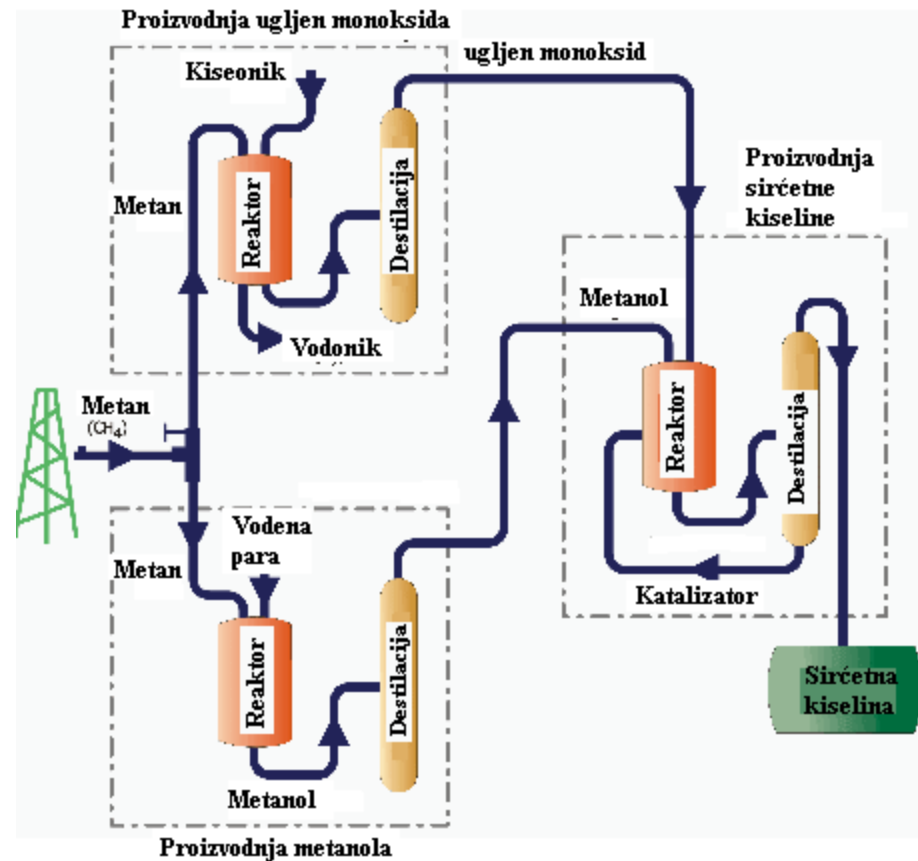 Proizvodnja ugljen monoksida
Kiseonik
ugljen monoksid
Metan
Reaktor
Destilacija
Vodonik
Proizvodnja
sirćetne
kiseline
Metanol
Reaktor
Destilacija
Katalizator
Metan
(CH₄)
Vodena
para
Metan
Reaktor
Destilacija
Metanol
Sirćetna
kiselina
Proizvodnja metanola